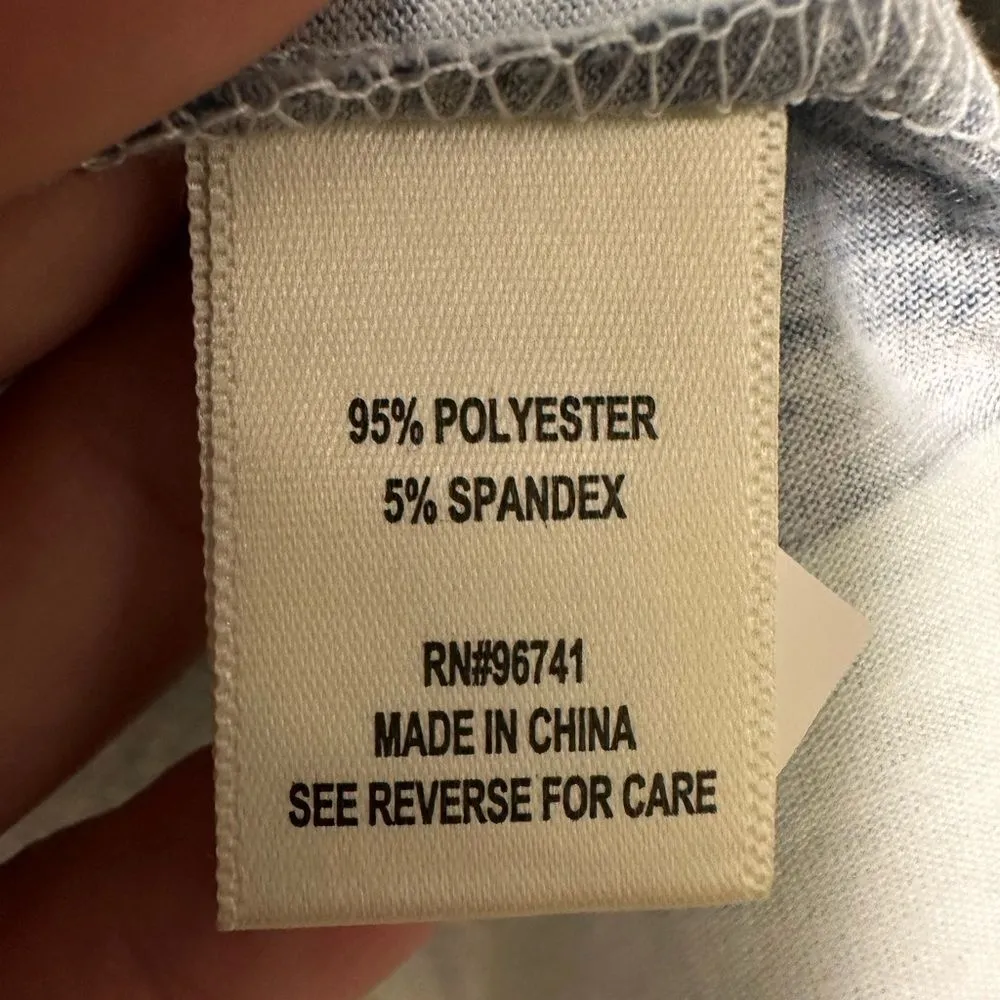 95% POLYESTER
5% SPANDEX
RN#96741
MADE IN CHINA
SEE REVERSE FOR CARE